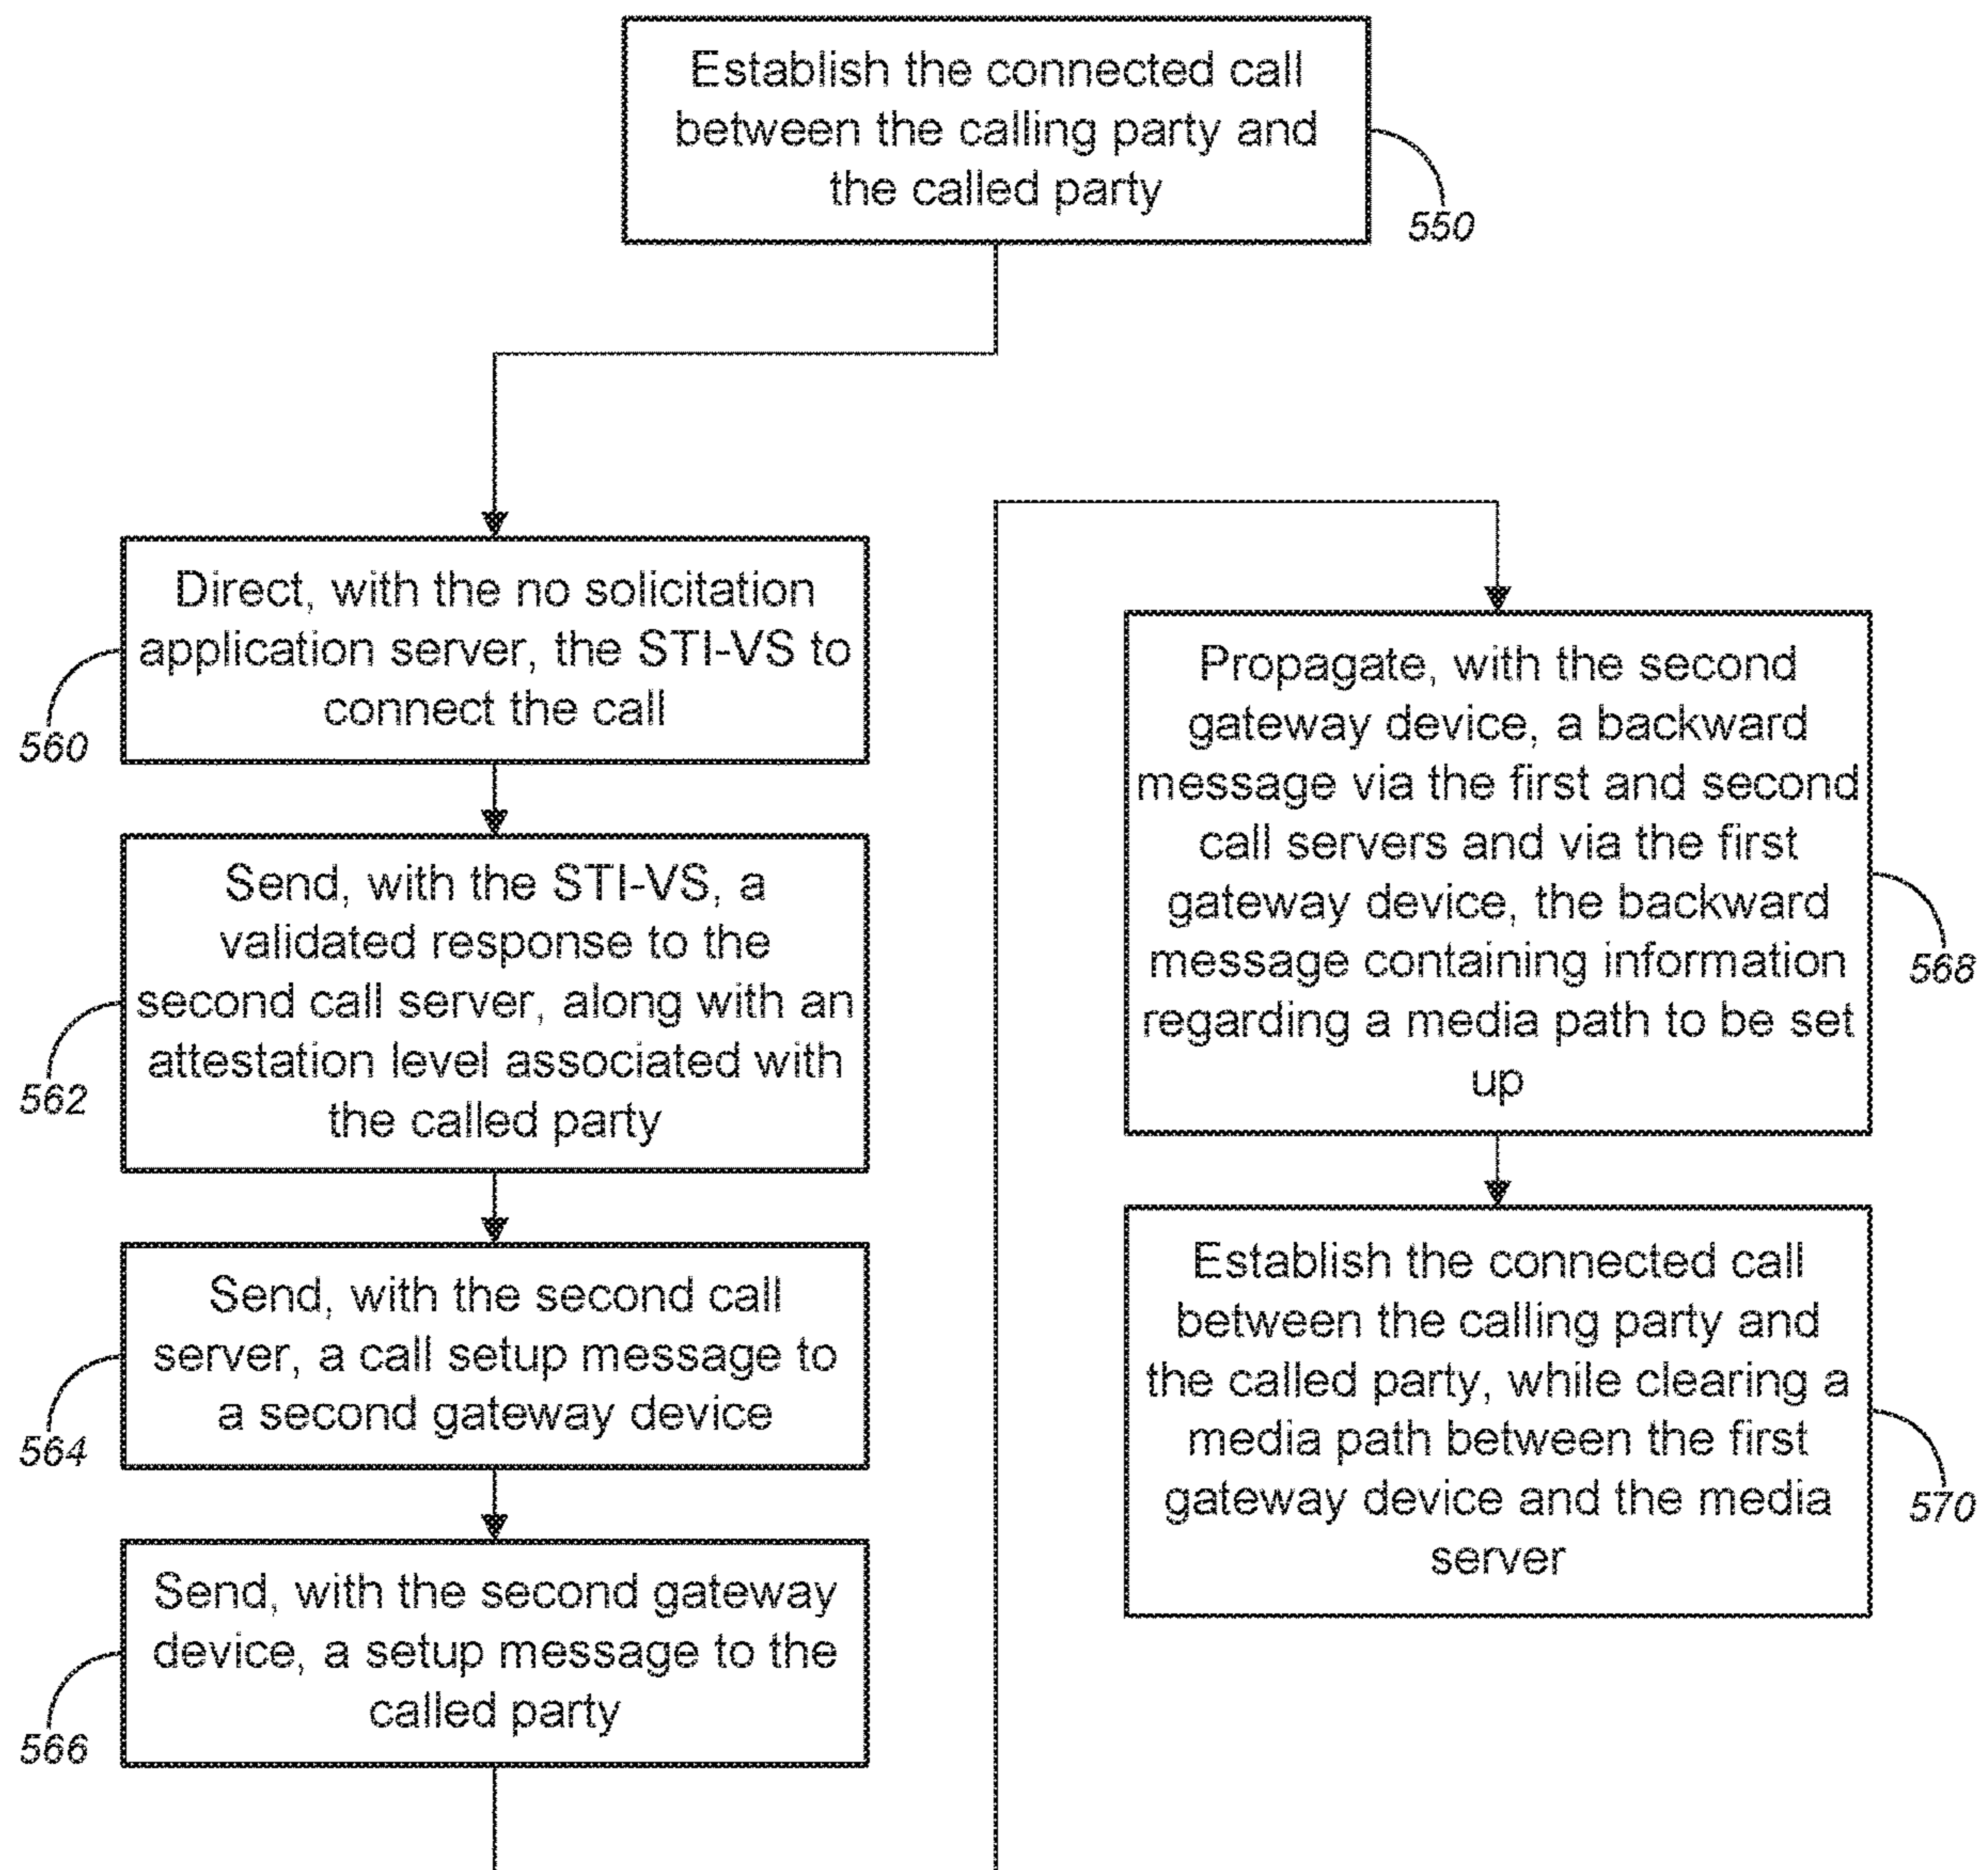 Establish the connected call
between the calling party and
the called party
550
Direct, with the no solicitation
application server, the STI-VS to
connect the call
560
Send, with the STI-VS, a
validated response to the
second call server, along with an
attestation level associated with
the called party
562
Send, with the second call
server, a call setup message to
a second gateway device
564
Send, with the second gateway
device, a setup message to the
called party
566
Propagate, with the second
gateway device, a backward
message via the first and second
call servers and via the first
gateway device, the backward
message containing information
regarding a media path to be set
up
568
Establish the connected call
between the calling party and
the called party, while clearing a
media path between the first
gateway device and the media
server
570